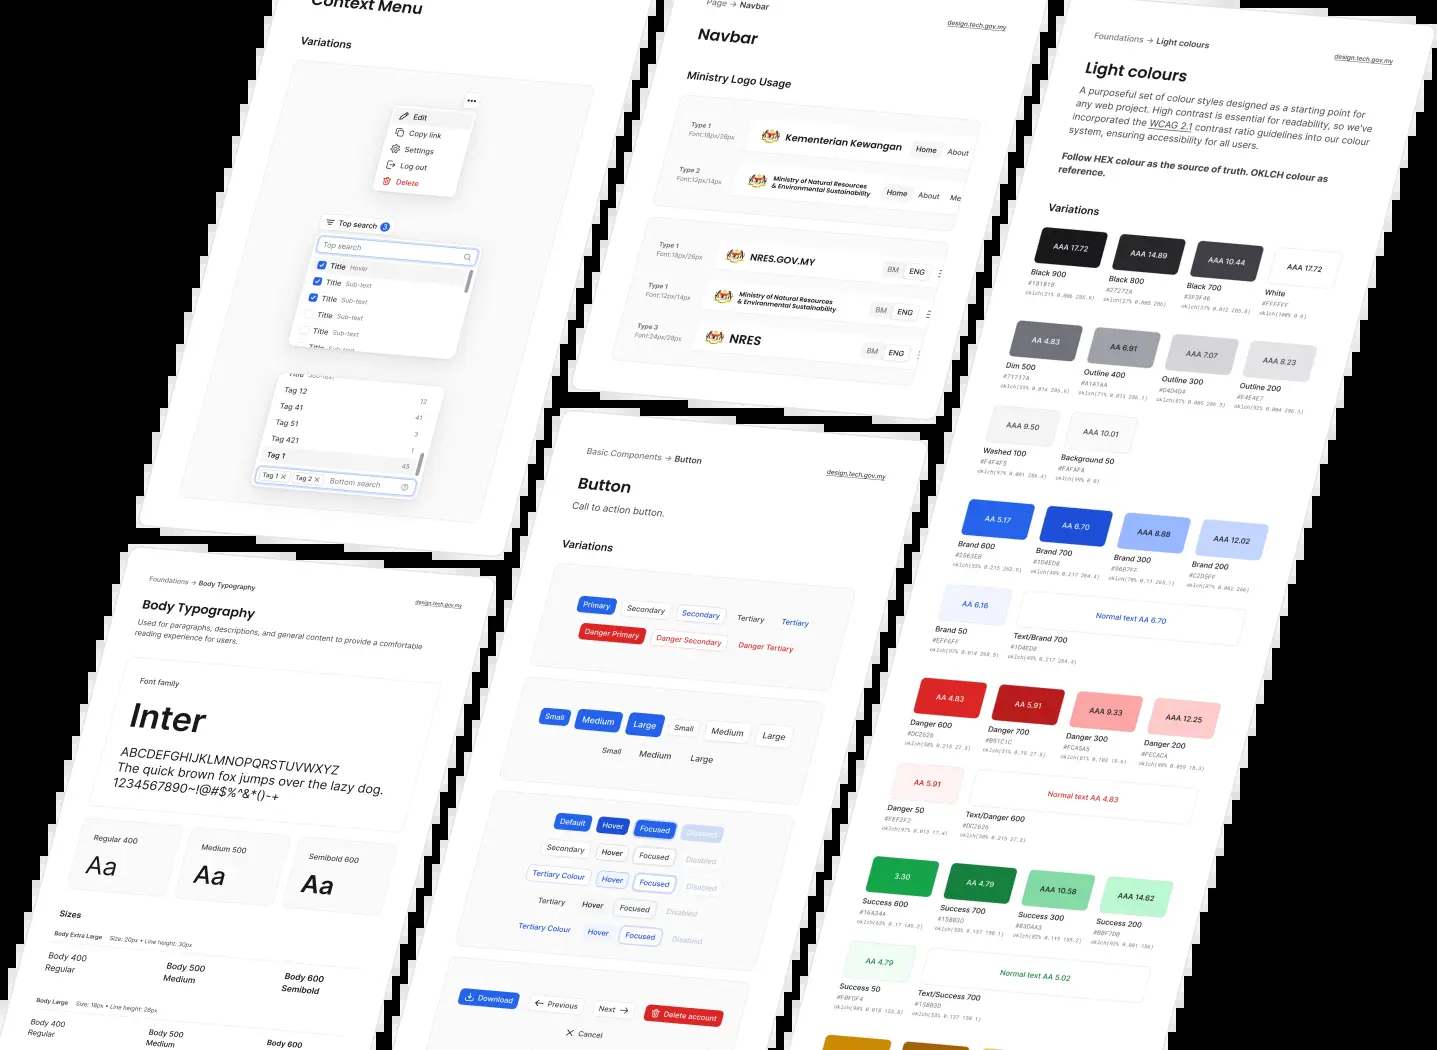 Context Menu
Variations
Edit
Copy link
Settings
Log out
Delete
Top search 3
Top search
Title Hover
Title Sub-text
Title Sub-text
Title Sub-text
Title Sub-text
Title Sub-text
Title Sub-text
Tag 12 12
Tag 41 41
Tag 51 3
Tag 421 1
Tag 1 45
Tag 1 Tag 2 Bottom search
Page → Navbar
design.tech.gov.my
Navbar
Ministry Logo Usage
Type 1
Font:18px/26px
Kementerian Kewangan
Home About
Type 2
Font:12px/14px
Ministry of Natural Resources
& Environmental Sustainability
Home About Me
Type 1
Font:18px/26px
NRES.GOV.MY
BM ENG
Type 1
Font:12px/14px
Ministry of Natural Resources
& Environmental Sustainability
BM ENG
Type 3
Font:24px/28px
NRES
BM ENG
Foundations → Body Typography
design.tech.gov.my
Body Typography
Used for paragraphs, descriptions, and general content to provide a comfortable
reading experience for users.
Font family
Inter
ABCDEFGHIJKLMNOPQRSTUVWXYZ
The quick brown fox jumps over the lazy dog.
1234567890~!@#$%^&*()-+
Regular 400
Aa
Medium 500
Aa
Semibold 600
Aa
Sizes
Body Extra Large Size: 20px • Line height: 30px
Body 400
Regular
Body 500
Medium
Body 600
Semibold
Body Large Size: 18px • Line height: 28px
Body 400
Regular
Body 500
Medium
Body 600
Basic Components → Button
design.tech.gov.my
Button
Call to action button.
Variations
Primary Secondary Secondary Tertiary Tertiary
Danger Primary Danger Secondary Danger Tertiary
Small Medium Large Small Medium Large
Small Medium Large
Default Hover Focused Disabled
Secondary Hover Focused Disabled
Tertiary Colour Hover Focused Disabled
Tertiary Hover Focused Disabled
Tertiary Colour Hover Focused Disabled
Download Previous Next Delete account
Cancel
Foundations → Light colours
design.tech.gov.my
Light colours
A purposeful set of colour styles designed as a starting point for
any web project. High contrast is essential for readability, so we've
incorporated the WCAG 2.1 contrast ratio guidelines into our colour
system, ensuring accessibility for all users.
Follow HEX colour as the source of truth. OKLCH colour as
reference.
Variations
AAA 17.72 AAA 14.89 AAA 10.44 AAA 17.72
Black 900 Black 800 Black 700 White
#18181B #27272A #3F3F46 #FFFFFF
AA 4.83 AA 6.91 AAA 7.07 AAA 8.23
Dim 500 Outline 400 Outline 300 Outline 200
#71717A #A1A1AA #D4D4D4 #E4E4E7
AAA 9.50 AAA 10.01
Washed 100 Background 50
#F4F4F5 #FAFAFA
AA 5.17 AA 6.70 AAA 8.88 AAA 12.02
Brand 600 Brand 700 Brand 300 Brand 200
#2563EB #1D4ED8 #96B7FF #C2D5FF
AA 6.16 Normal text AA 6.70
Brand 50 Text/Brand 700
#EFF6FF #1D4ED8
AA 4.83 AA 5.91 AAA 9.33 AAA 12.25
Danger 600 Danger 700 Danger 300 Danger 200
#DC2626 #B91C1C #FCA5A5 #FECACA
AA 5.91 Normal text AA 4.83
Danger 50 Text/Danger 600
#FEF2F2 #DC2626
3.30 AA 4.79 AAA 10.58 AAA 14.62
Success 600 Success 700 Success 300 Success 200
#16A34A #15803D #83DAA3 #BBF7D0
AA 4.79 Normal text AA 5.02
Success 50 Text/Success 700
#F0FDF4 #15803D